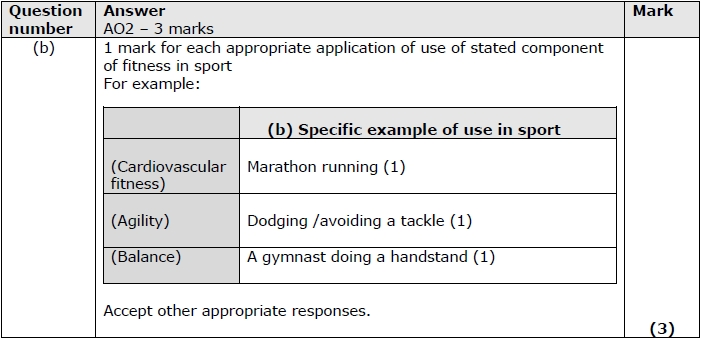 Question number
Answer
AO2 – 3 marks
Mark
(b)
1 mark for each appropriate application of use of stated component
of fitness in sport
For example:
(b) Specific example of use in sport
(Cardiovascular
fitness)
Marathon running (1)
(Agility)
Dodging /avoiding a tackle (1)
(Balance)
A gymnast doing a handstand (1)
Accept other appropriate responses.
(3)